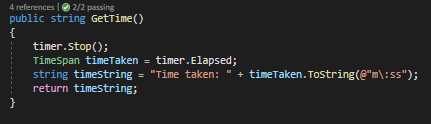 4 references | 2/2 passing
public string GetTime()
{
timer.Stop();
TimeSpan timeTaken = timer.Elapsed;
string timeString = "Time taken: " + timeTaken.ToString(@"m\:ss");
return timeString;
}